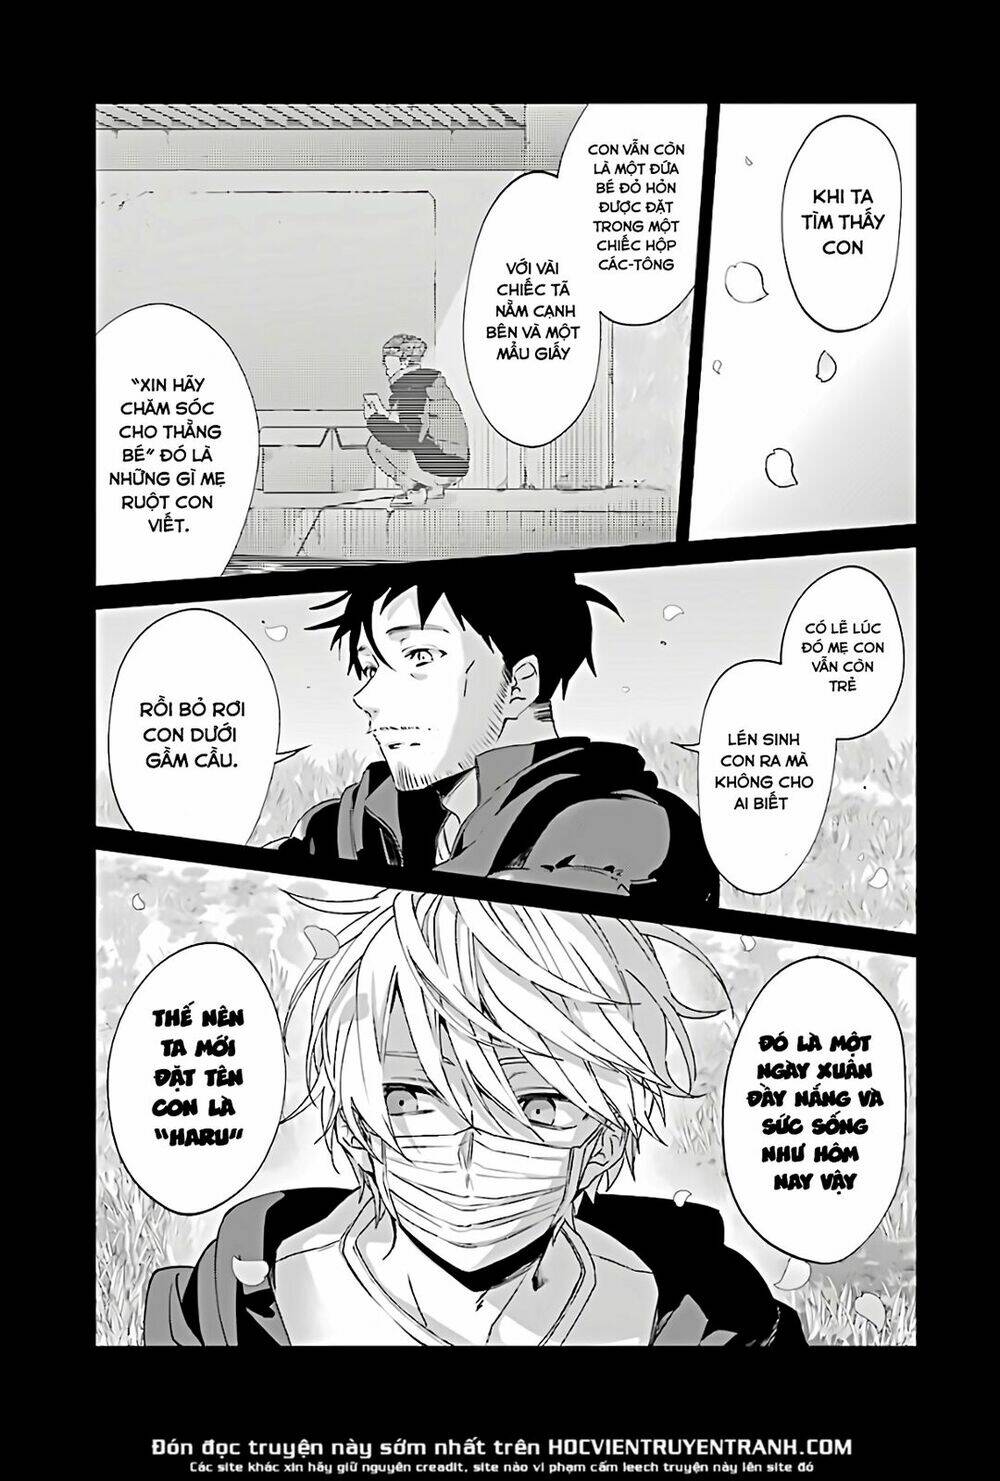 KHI TA
TÌM THẤY
CON
CON VẪN CÒN
LÀ MỘT ĐỨA
BÉ ĐỎ HỎN
ĐƯỢC ĐẶT
TRONG MỘT
CHIẾC HỘP
CÁC-TÔNG
VỚI VÀI
CHIẾC TÃ
NẰM CẠNH
BÊN VÀ MỘT
MẨU GIẤY
"XIN HÃY
CHĂM SÓC
CHO THẰNG
BÉ" ĐÓ LÀ
NHỮNG GÌ MẸ
RUỘT CON
VIẾT.
CÓ LẼ LÚC
ĐÓ MẸ CON
VẪN CÒN
TRẺ
LÉN SINH
CON RA MÀ
KHÔNG CHO
AI BIẾT
RỒI BỎ RƠI
CON DƯỚI
GẦM CẦU.
ĐÓ LÀ MỘT
NGÀY XUÂN
ĐẦY NẮNG VÀ
SỨC SỐNG
NHƯ HÔM
NAY VẬY
THẾ NÊN
TA MỚI
ĐẶT TÊN
CON LÀ
"HARU"
Đón đọc truyện này sớm nhất trên HOCVIENTRUYENTRANH.COM
Các site khác xin hãy giữ nguyên creadit, site nào vi phạm cấm leech truyện này lên site đó